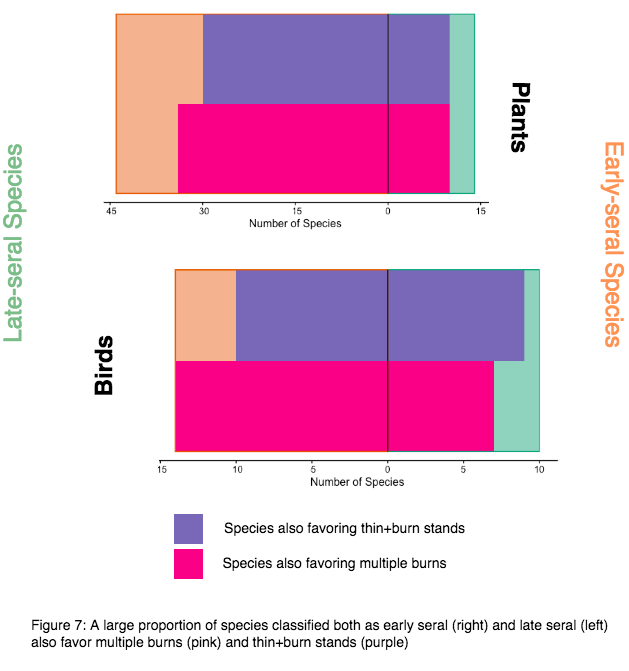 Late-seral Species
Plants
Early-seral Species
45 30 15 0 15
Number of Species
Birds
15 10 5 0 5 10
Number of Species
Species also favoring thin+burn stands
Species also favoring multiple burns
Figure 7: A large proportion of species classified both as early seral (right) and late seral (left)
also favor multiple burns (pink) and thin+burn stands (purple)